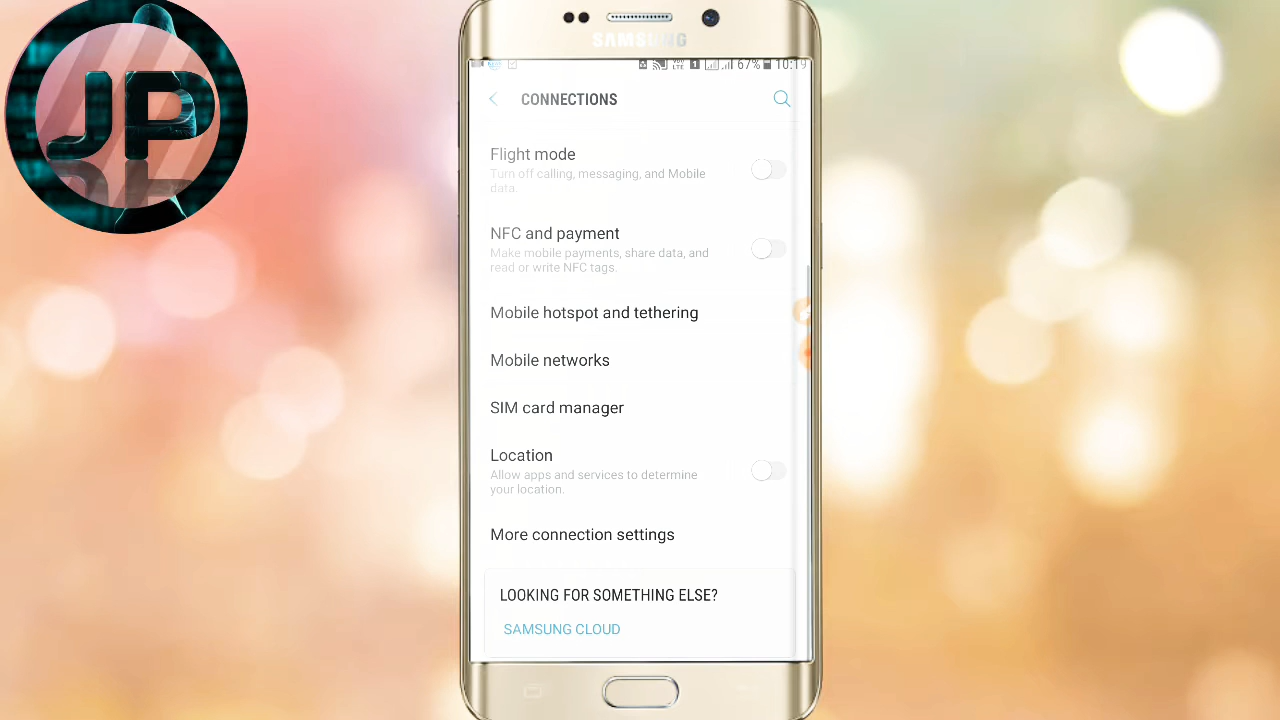 JP
SAMSUNG
VoLTE 1 67% 10:19
CONNECTIONS
Flight mode
Turn off calling, messaging, and Mobile
data.
NFC and payment
Make mobile payments, share data, and
read or write NFC tags.
Mobile hotspot and tethering
Mobile networks
SIM card manager
Location
Allow apps and services to determine
your location.
More connection settings
LOOKING FOR SOMETHING ELSE?
SAMSUNG CLOUD